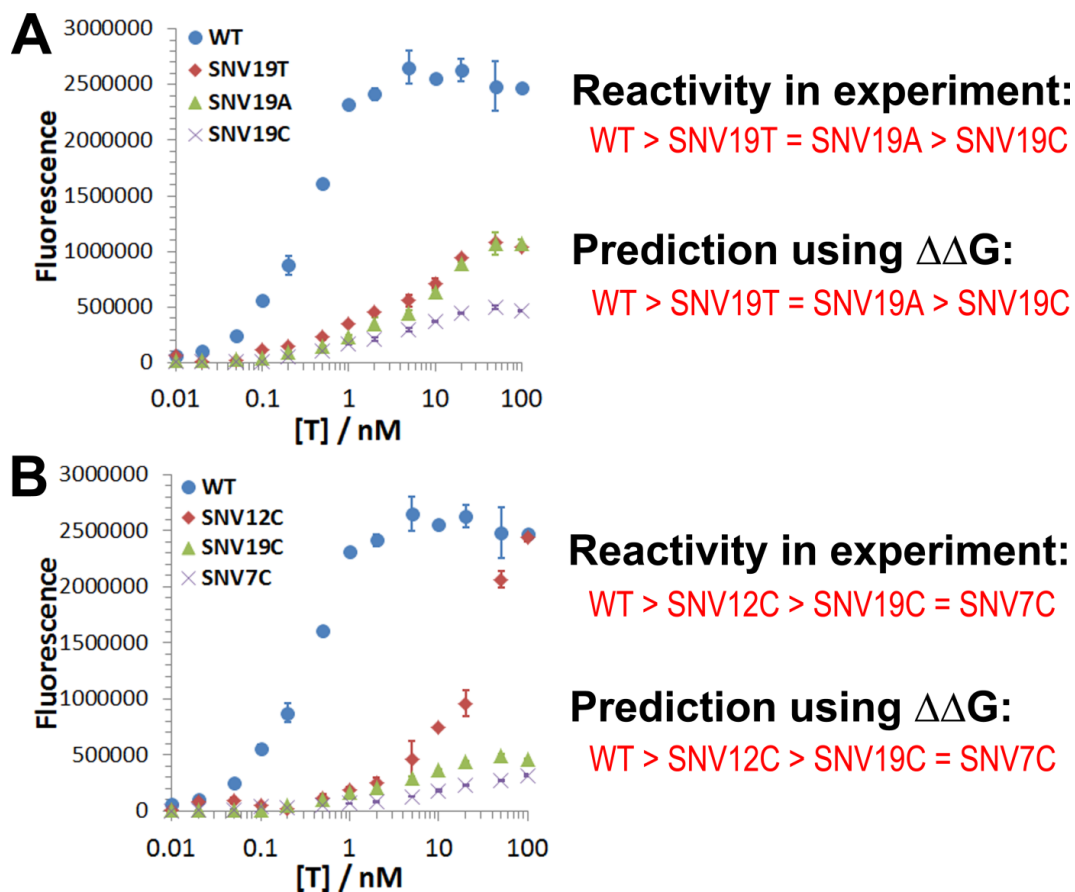 A
WT
SNV19T
SNV19A
SNV19C
3000000
2500000
2000000
1500000
1000000
500000
0
Fluorescence
0.01 0.1 1 10 100
[T] / nM
Reactivity in experiment:
WT > SNV19T = SNV19A > SNV19C
Prediction using ΔΔG:
WT > SNV19T = SNV19A > SNV19C
B
WT
SNV12C
SNV19C
SNV7C
3000000
2500000
2000000
1500000
1000000
500000
0
Fluorescence
0.01 0.1 1 10 100
[T] / nM
Reactivity in experiment:
WT > SNV12C > SNV19C = SNV7C
Prediction using ΔΔG:
WT > SNV12C > SNV19C = SNV7C